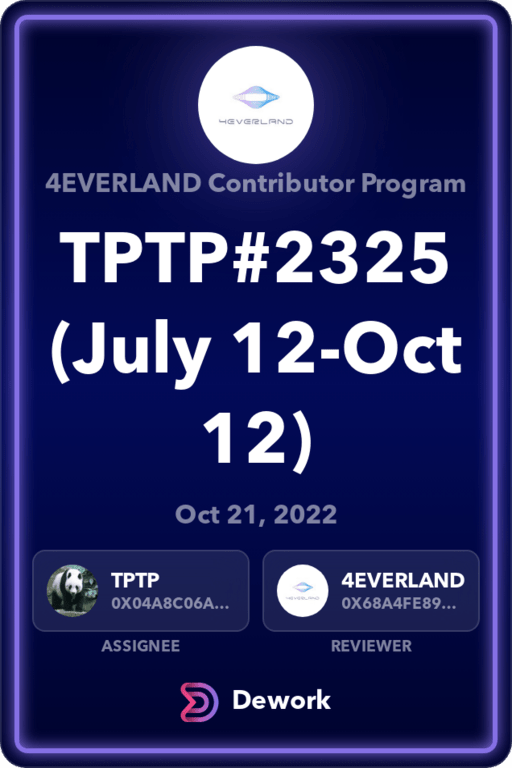 4EVERLAND
4EVERLAND Contributor Program
TPTP#2325
(July 12-Oct
12)
Oct 21, 2022
TPTP
0X04A8C06A...
4EVERLAND
4EVERLAND
0X68A4FE89...
ASSIGNEE
REVIEWER
Dework